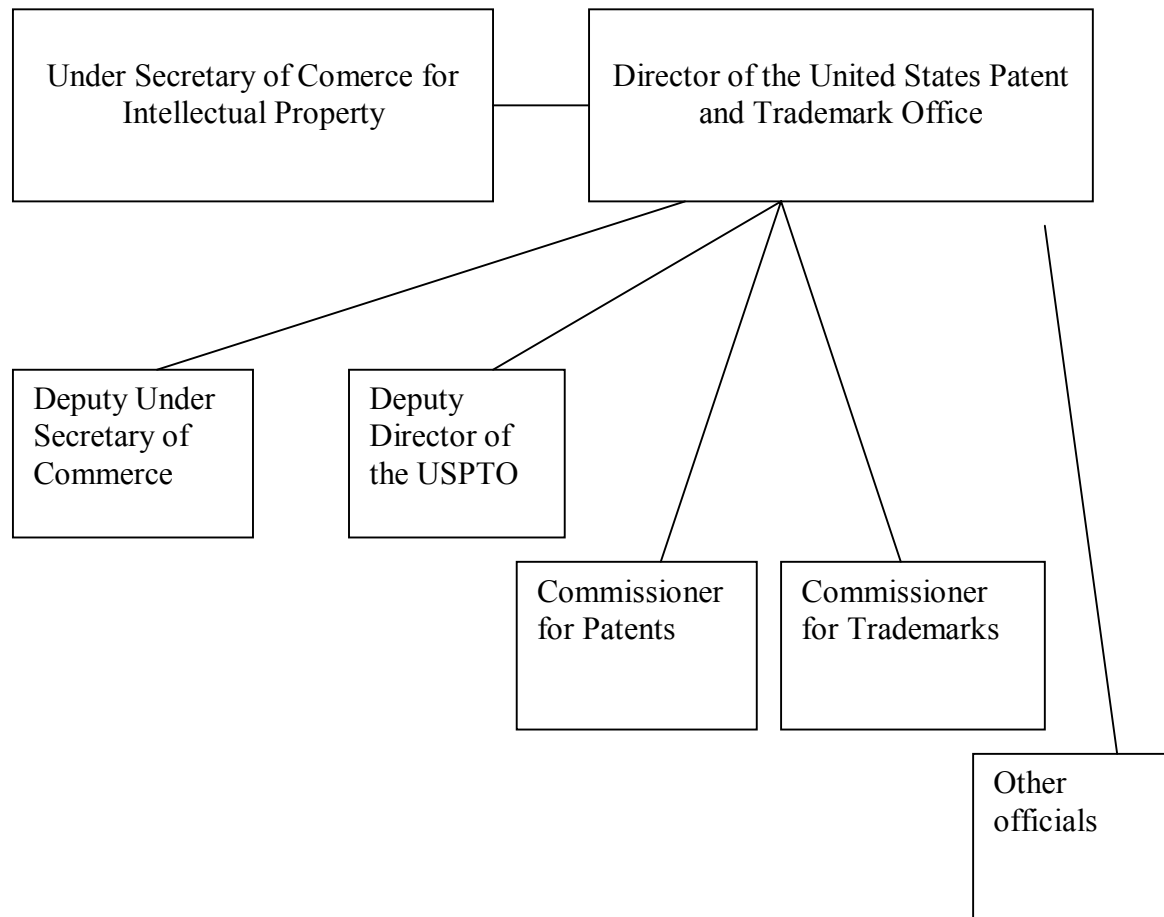 Under Secretary of Comerce for
Intellectual Property
Director of the United States Patent
and Trademark Office
Deputy Under
Secretary of
Commerce
Deputy
Director of
the USPTO
Commissioner
for Patents
Commissioner
for Trademarks
Other
officials